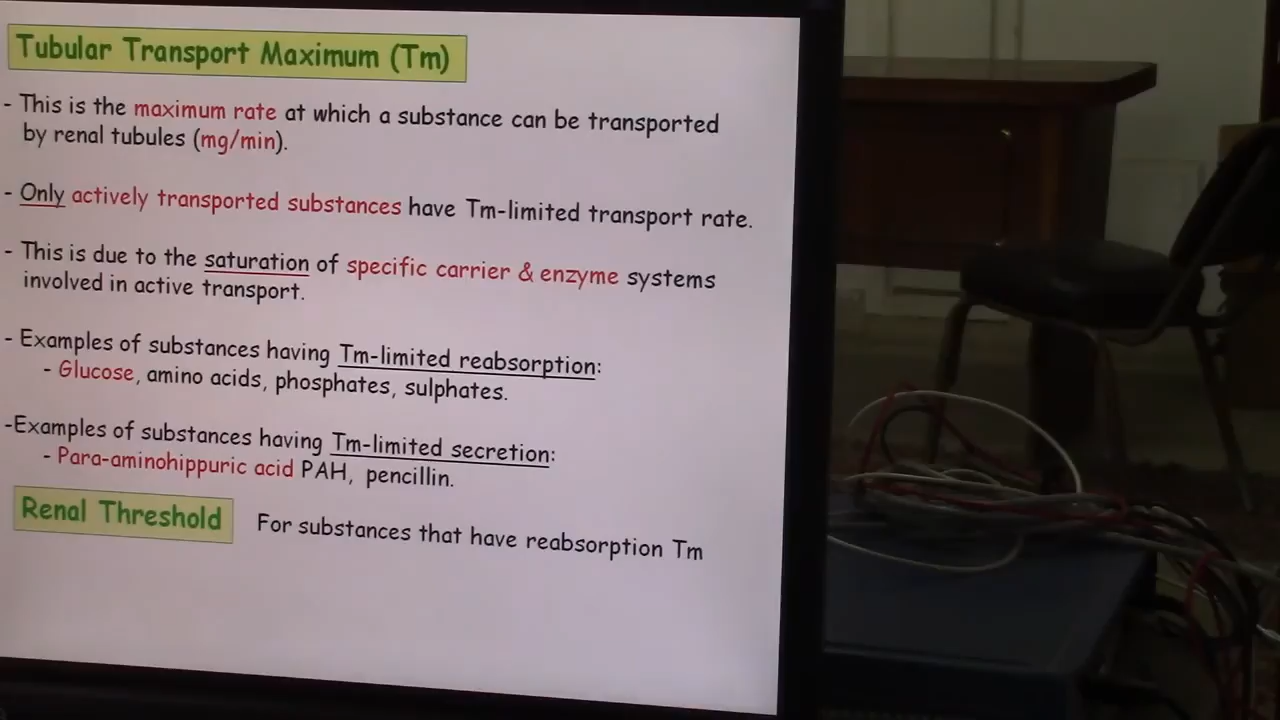 Tubular Transport Maximum (Tm)
- This is the maximum rate at which a substance can be transported
by renal tubules (mg/min).
- Only actively transported substances have Tm-limited transport rate.
- This is due to the saturation of specific carrier & enzyme systems
involved in active transport.
- Examples of substances having Tm-limited reabsorption:
- Glucose, amino acids, phosphates, sulphates.
-Examples of substances having Tm-limited secretion:
- Para-aminohippuric acid PAH, pencillin.
Renal Threshold For substances that have reabsorption Tm